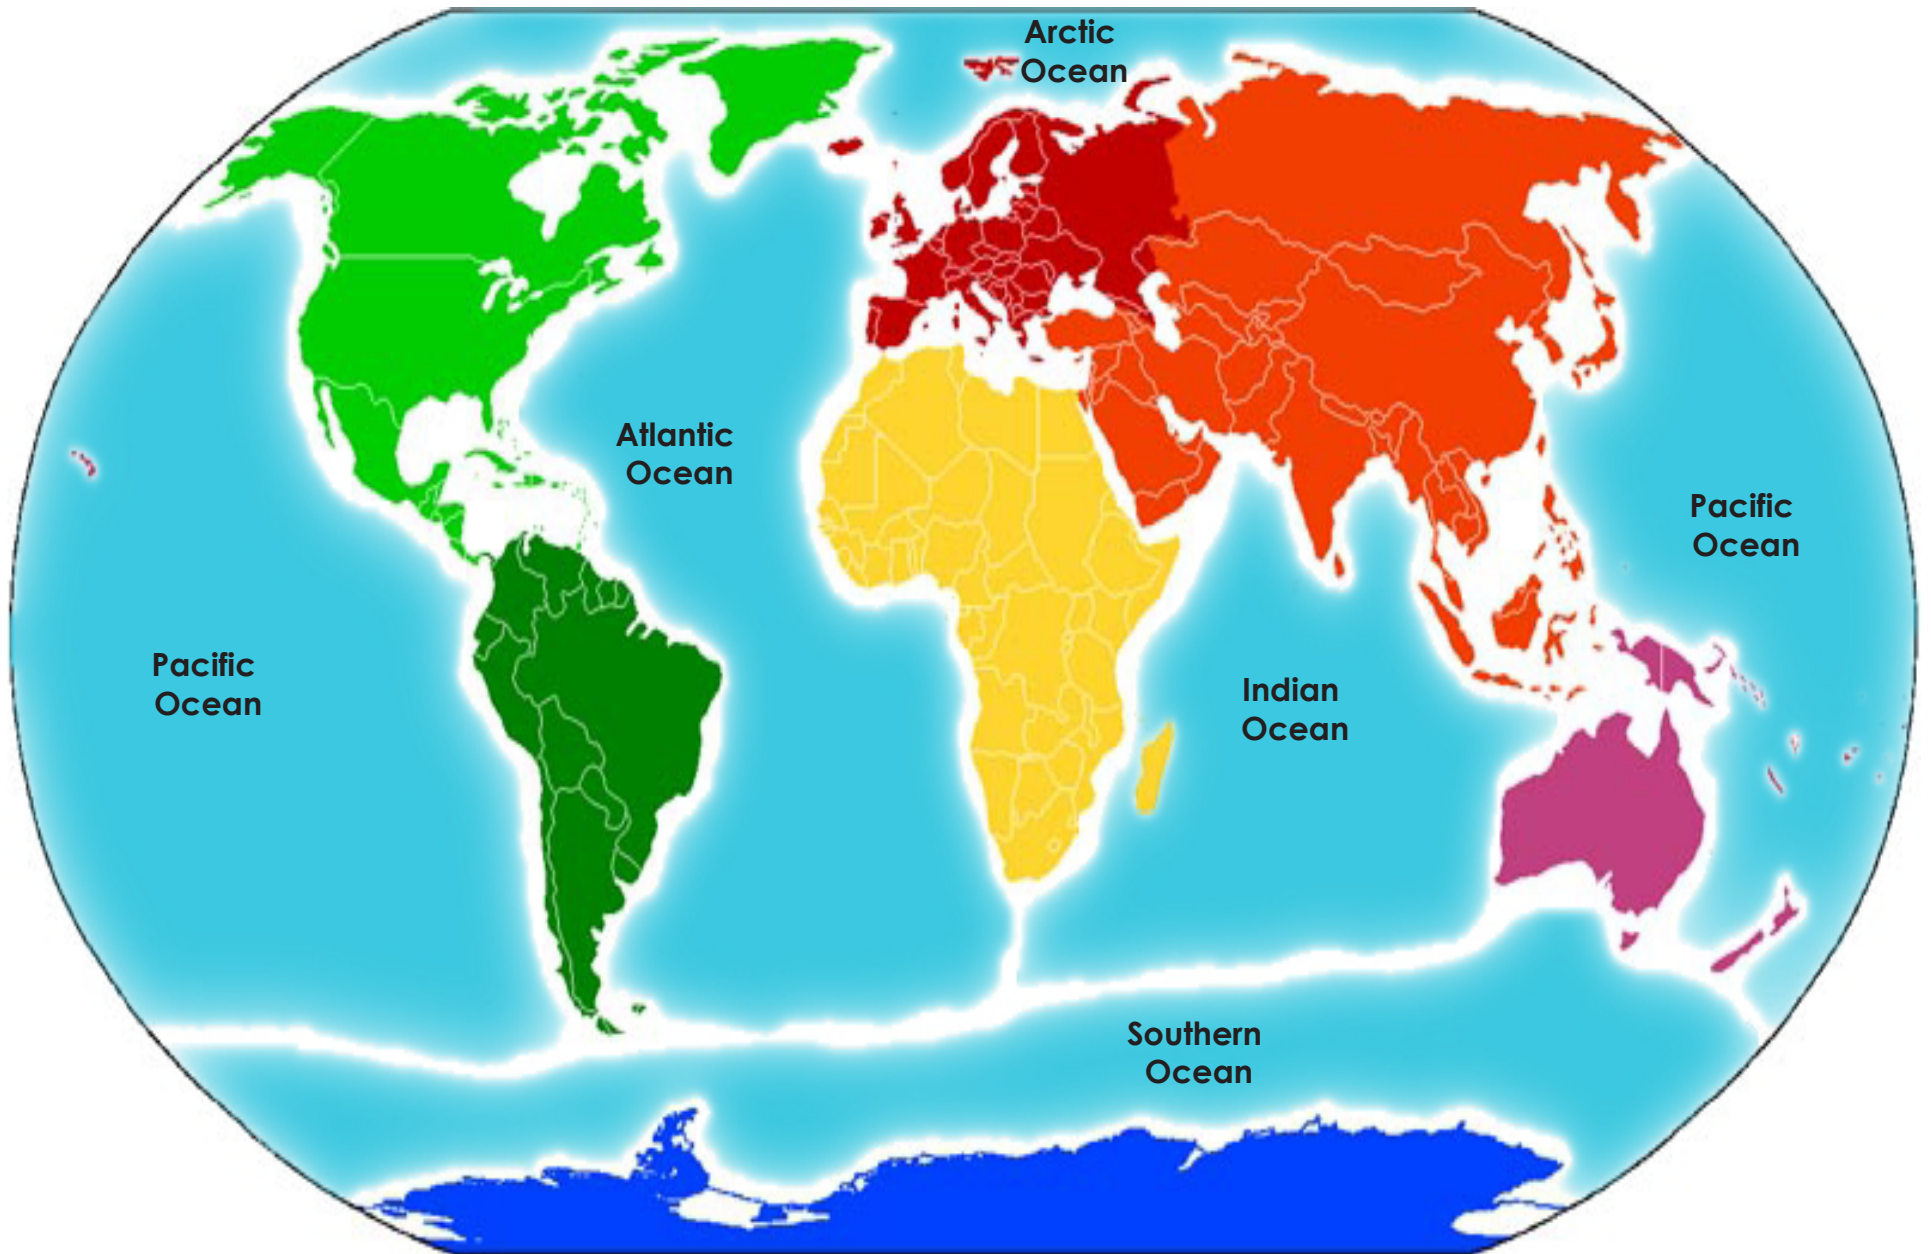 Arctic
Ocean
Atlantic
Ocean
Pacific
Ocean
Pacific
Ocean
Indian
Ocean
Southern
Ocean